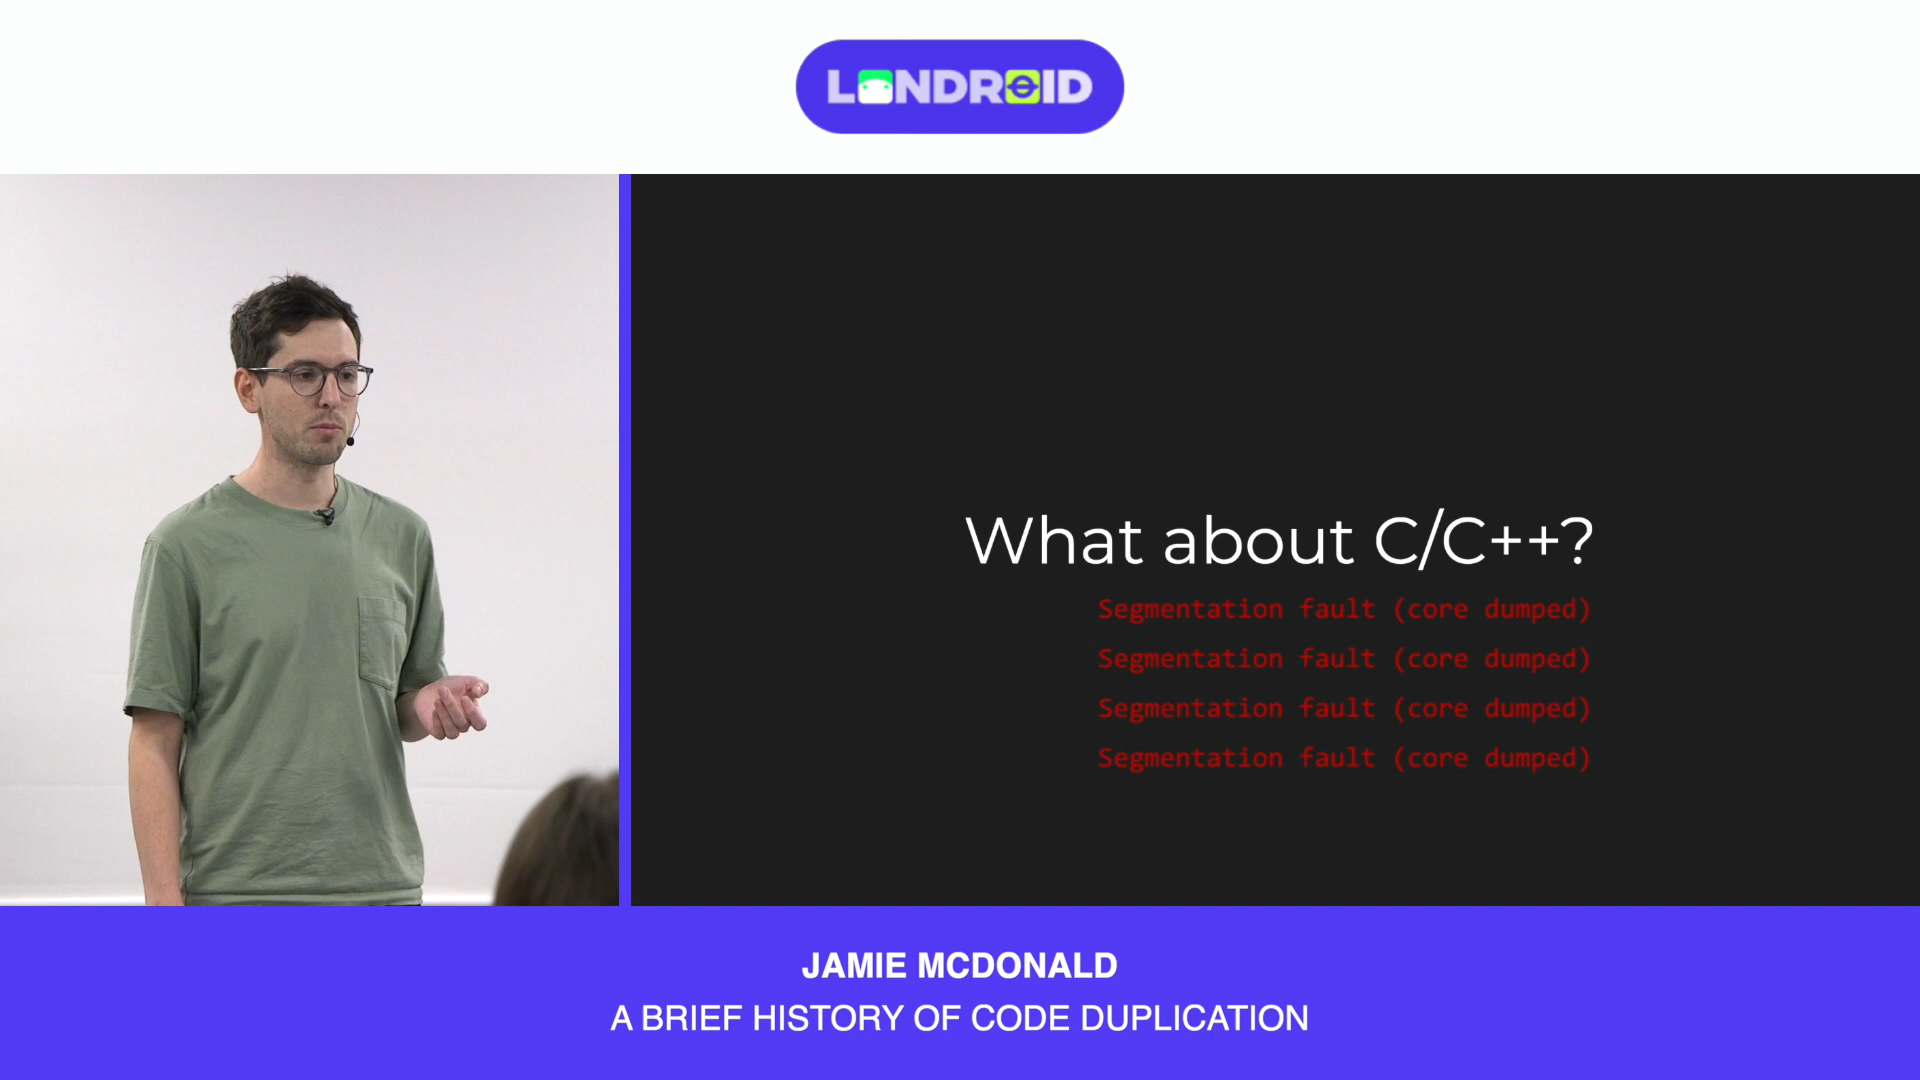 LONDROID
What about C/C++?
Segmentation fault (core dumped)
Segmentation fault (core dumped)
Segmentation fault (core dumped)
Segmentation fault (core dumped)
JAMIE MCDONALD
A BRIEF HISTORY OF CODE DUPLICATION